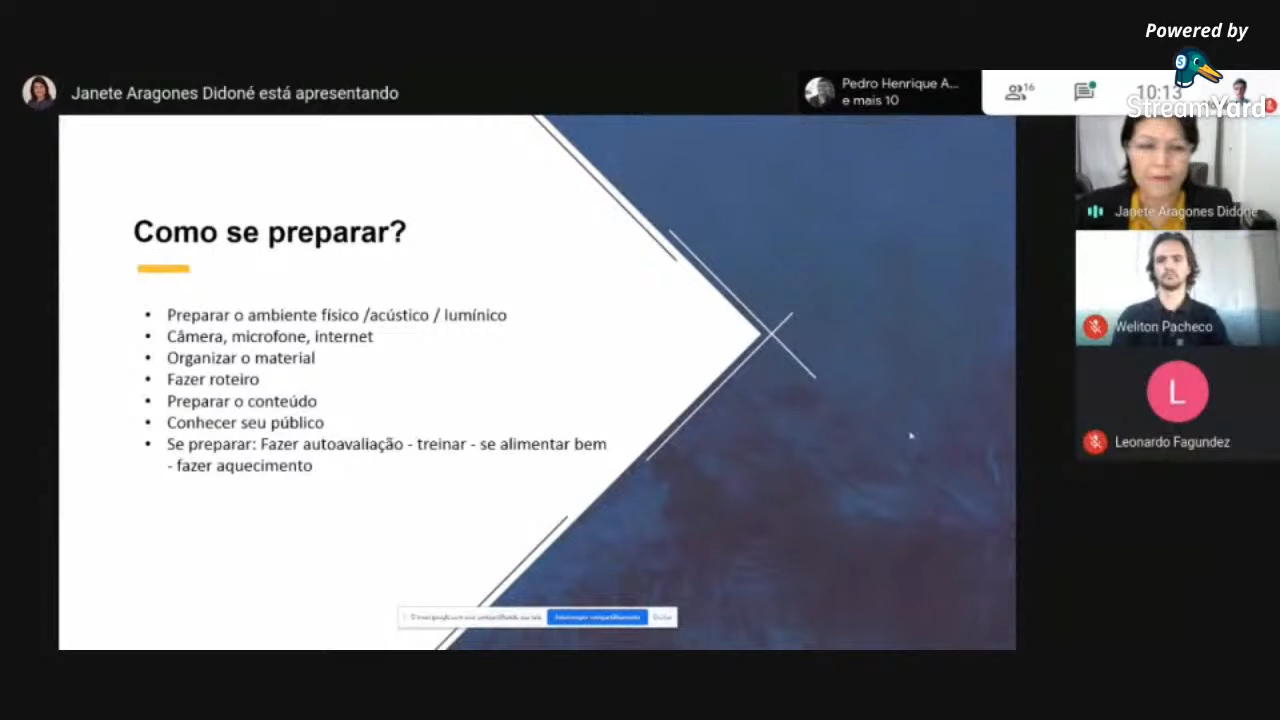 Powered by
StreamYard
Janete Aragones Didoné está apresentando
Pedro Henrique A...
e mais 10
16
10:13
Como se preparar?
• Preparar o ambiente físico /acústico / lumínico
• Câmera, microfone, internet
• Organizar o material
• Fazer roteiro
• Preparar o conteúdo
• Conhecer seu público
• Se preparar: Fazer autoavaliação - treinar - se alimentar bem
- fazer aquecimento
Janete Aragones Didoné
Weliton Pacheco
L
Leonardo Fagundez